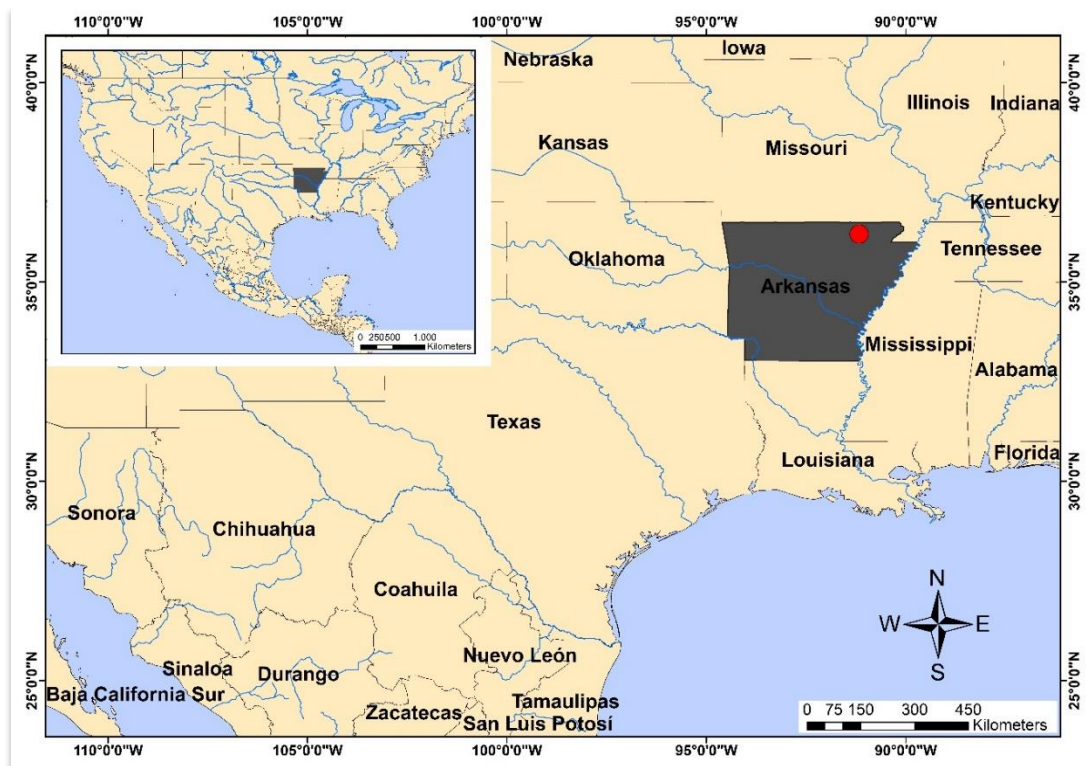 110°0'0"W 105°0'0"W 100°0'0"W 95°0'0"W 90°0'0"W
40°0'0"N
35°0'0"N
30°0'0"N
25°0'0"N
0 250500 1.000
Kilometers
Iowa
Nebraska
Illinois Indiana
Kansas
Missouri
Kentucky
Tennessee
Oklahoma
Arkansas
Mississippi
Alabama
Texas
Louisiana
Florida
Sonora
Chihuahua
Coahuila
Nuevo León
Sinaloa
Durango
Baja California Sur
Tamaulipas
Zacatecas
San Luis Potosí
N
W E
S
0 75 150 300 450
Kilometers
40°0'0"N
35°0'0"N
30°0'0"N
25°0'0"N
110°0'0"W 105°0'0"W 100°0'0"W 95°0'0"W 90°0'0"W